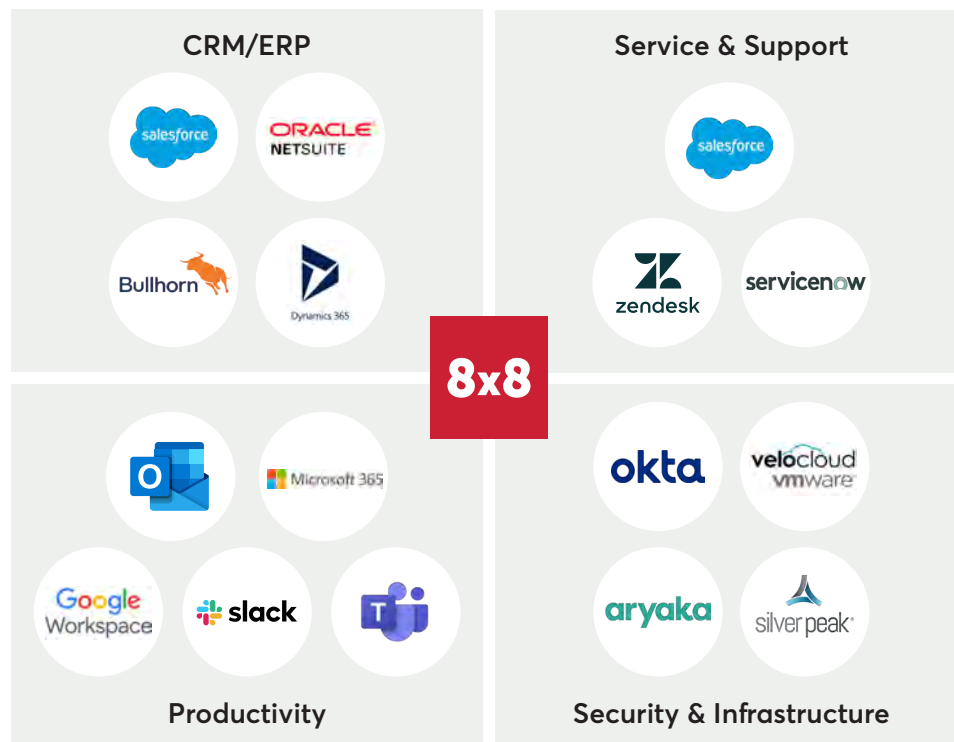 CRM/ERP
salesforce
ORACLE®
NETSUITE
Bullhorn
Dynamics 365
Service & Support
salesforce
zendesk
servicenow
8x8
O
Microsoft 365
Google
Workspace
slack
T
Productivity
okta
velocloud
vmware
aryaka
silver peak®
Security & Infrastructure